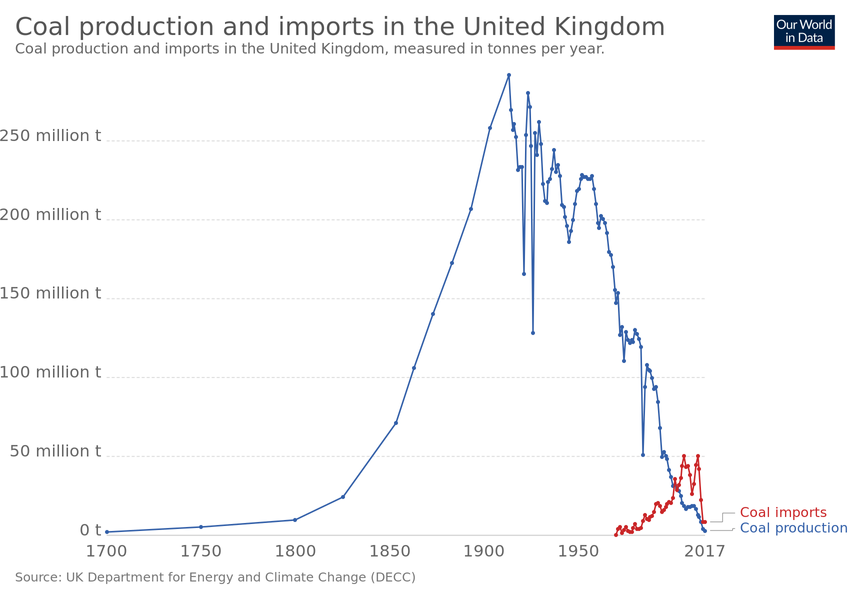 Coal production and imports in the United Kingdom
Coal production and imports in the United Kingdom, measured in tonnes per year.
Our World
in Data
250 million t
200 million t
150 million t
100 million t
50 million t
0 t
1700 1750 1800 1850 1900 1950 2017
Coal imports
Coal production
Source: UK Department for Energy and Climate Change (DECC)